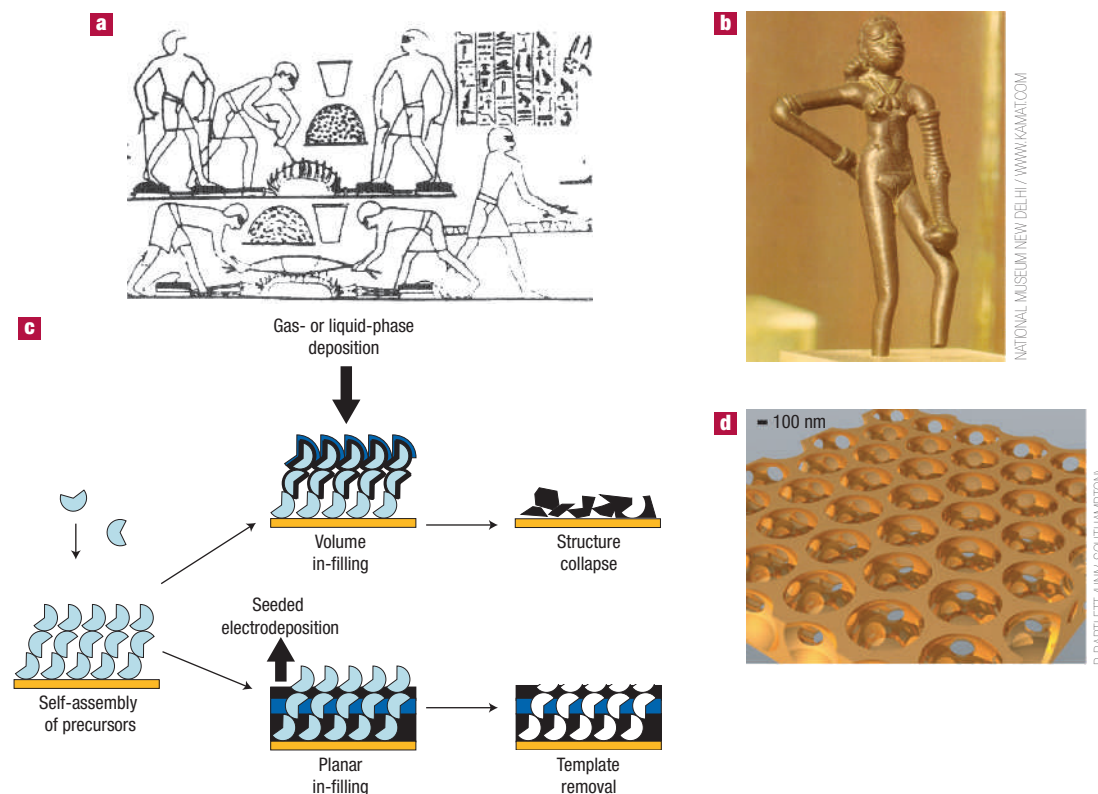 a
b
NATIONAL MUSEUM NEW DELHI / WWW.KAMAT.COM
c
Gas- or liquid-phase
deposition
Volume
in-filling
Structure
collapse
Seeded
electrodeposition
Self-assembly
of precursors
Planar
in-filling
Template
removal
d
100 nm